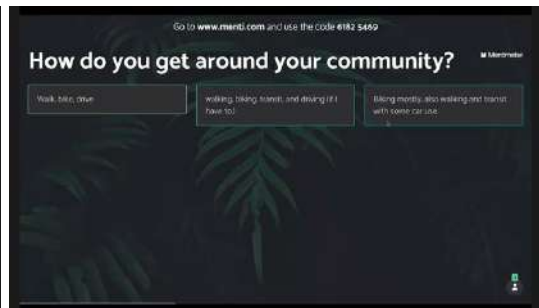 Go to www.menti.com and use the code 6182 5469
How do you get around your community?
Mentimeter
Walk, bike, drive
walking, biking, transit, and driving (if I
have to)
Biking mostly, also walking and transit
with some car use